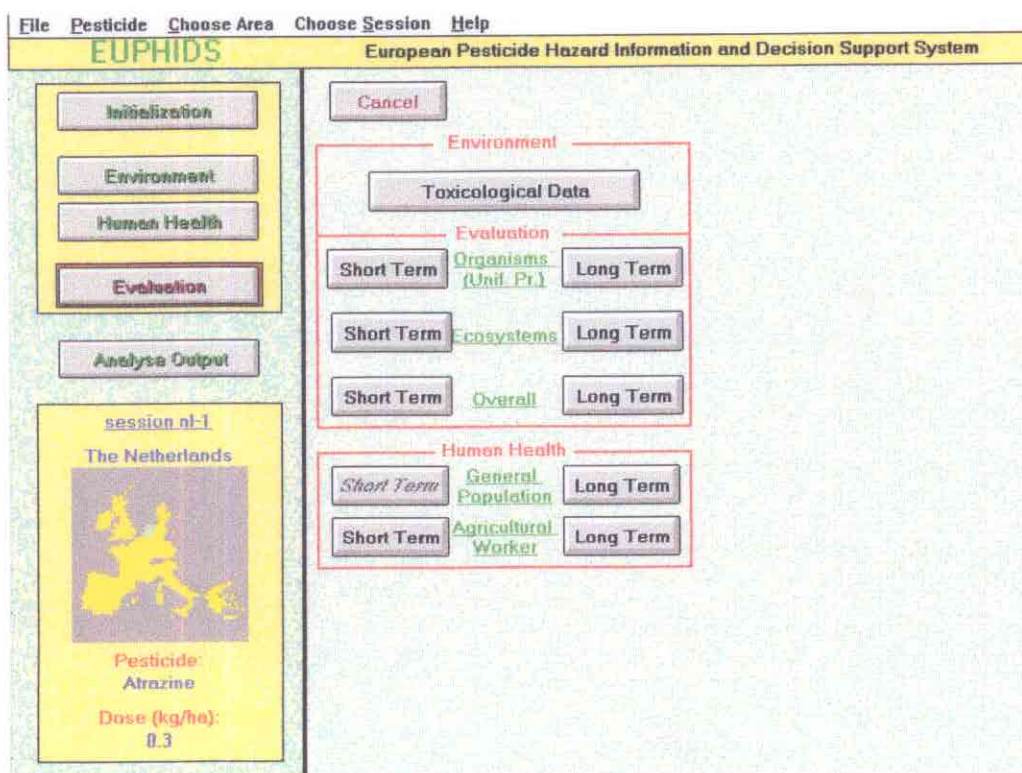 File Pesticide Choose Area Choose Session Help
EUPHIDS European Pesticide Hazard Information and Decision Support System
Initialization
Environment
Human Health
Evaluation
Analyse Output
session nl-1
The Netherlands
Pesticide:
Atrazine
Dose (kg/ha):
0.3
Cancel
Environment
Toxicological Data
Evaluation
Short Term Organisms (Unif. Pr.) Long Term
Short Term Ecosystems Long Term
Short Term Overall Long Term
Human Health
Short Term General Population Long Term
Short Term Agricultural Worker Long Term